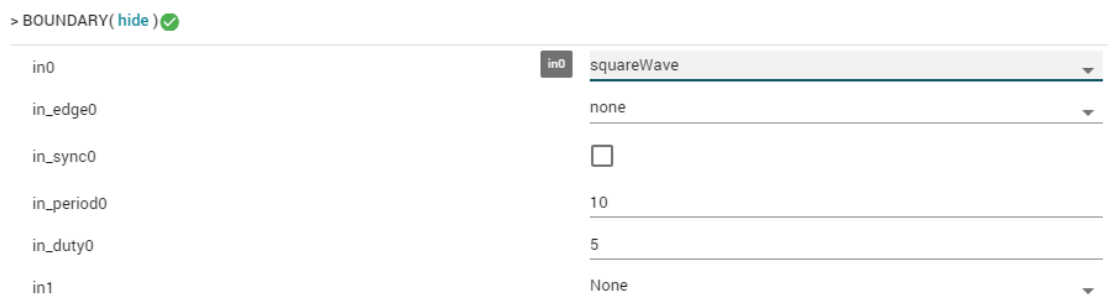 > BOUNDARY( hide )
in0 in0 squareWave
in_edge0 none
in_sync0
in_period0 10
in_duty0 5
in1 None